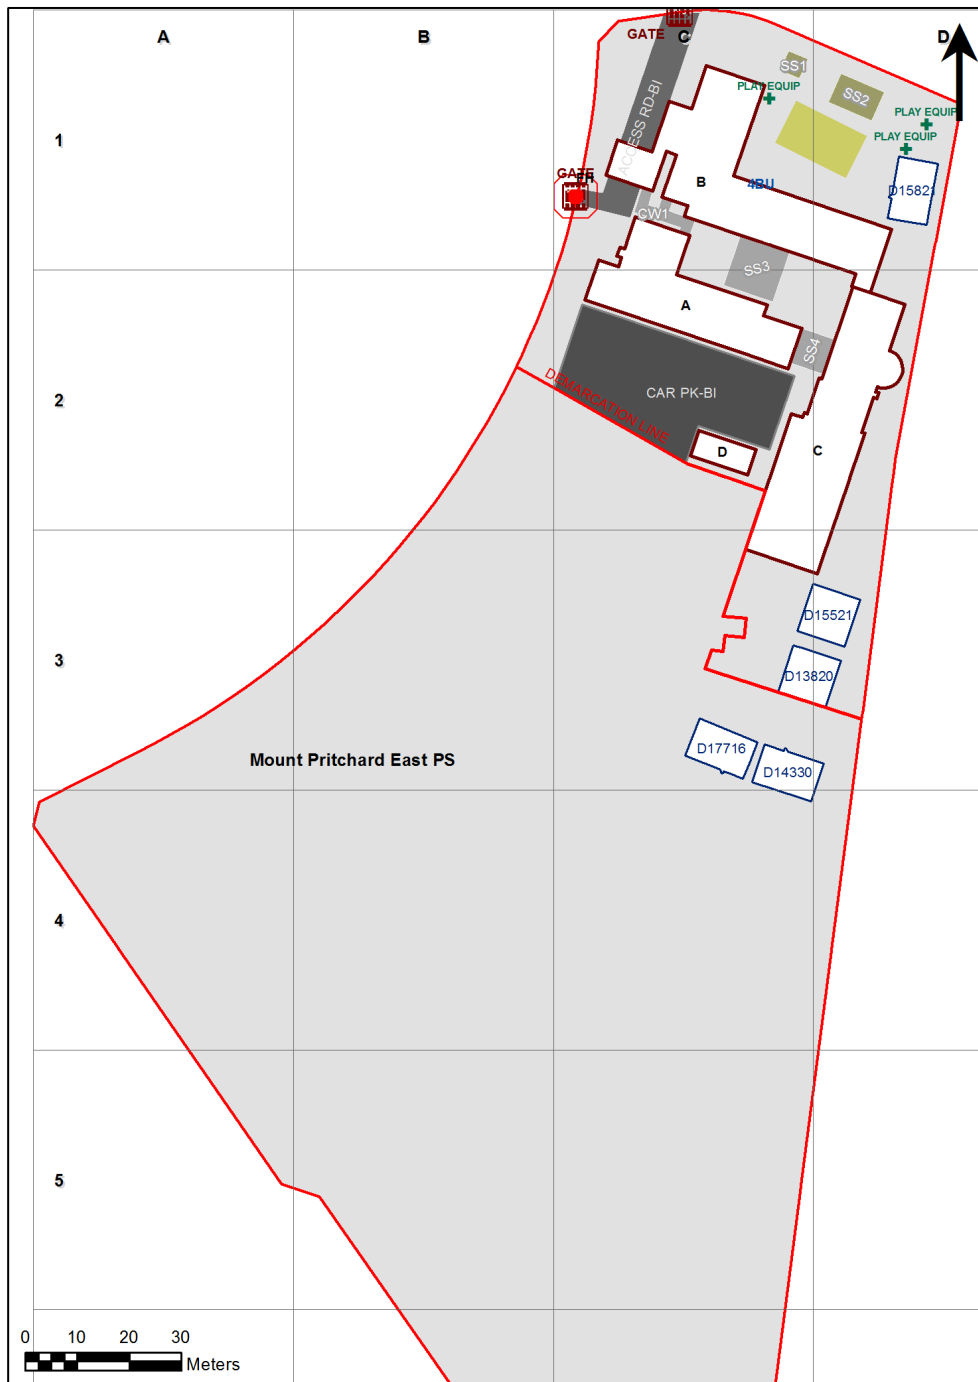 A
B
C
D
GATE
SS1
SS2
PLAY EQUIP
PLAY EQUIP
PLAY EQUIP
ACCESS RD-BI
1
GATE
EH
B
4BU
D15821
CW1
SS3
A
SS4
2
CAR PK-BI
DEMARCATION LINE
D
C
D15521
3
D13820
D17716
Mount Pritchard East PS
D14330
4
5
0 10 20 30
Meters